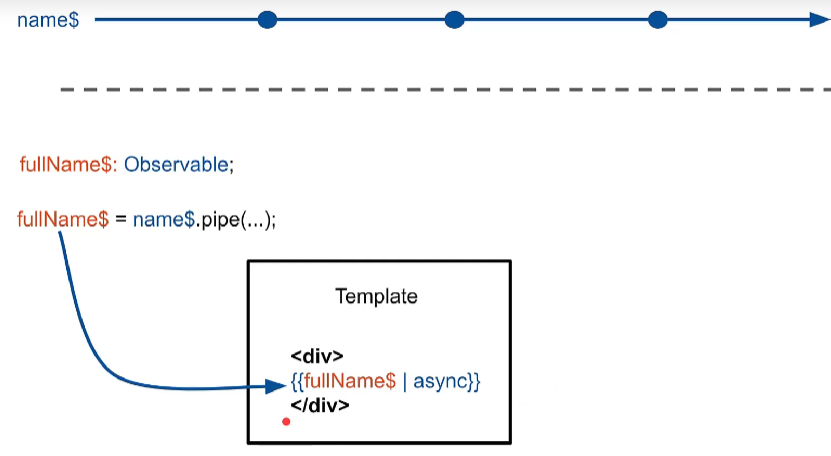 name$
fullName$: Observable;
fullName$ = name$.pipe(...);
Template
<div>
{{fullName$ | async}}
</div>